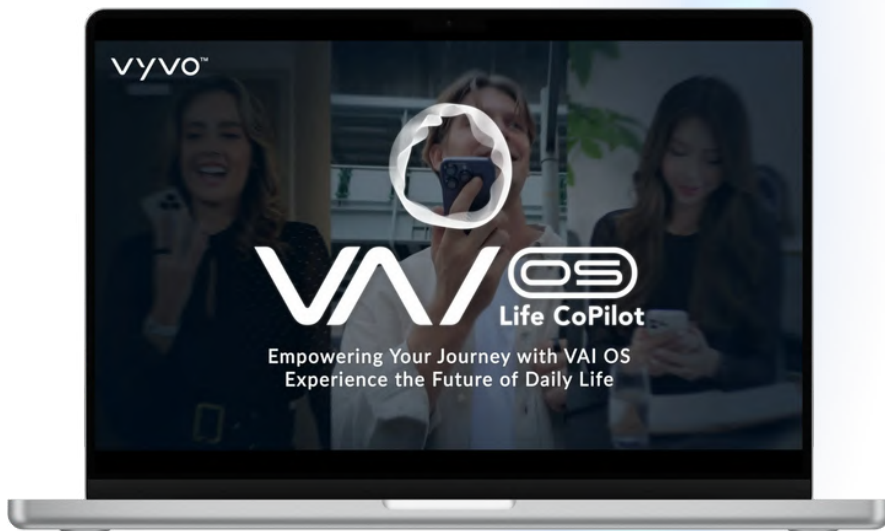 vyvo™
VAI OS
Life CoPilot
Empowering Your Journey with VAI OS
Experience the Future of Daily Life